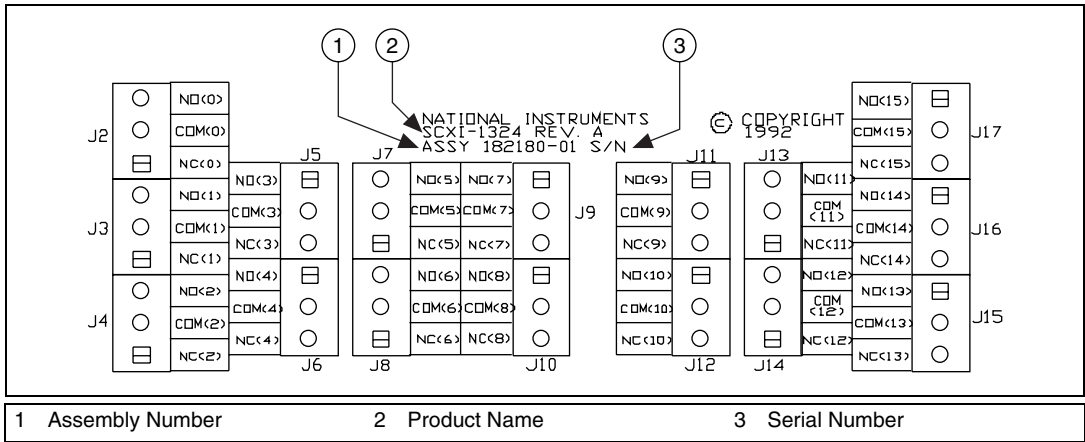 1 2 3
NATIONAL INSTRUMENTS
SCXI-1324 REV. A
ASSY 182180-01 S/N
© COPYRIGHT
1992
J2
NO(0)
COM(0)
NC(0)
J3
NO(1)
COM(1)
NC(1)
J4
NO(2)
COM(2)
NC(2)
J5
NO(3)
COM(3)
NC(3)
NO(4)
COM(4)
NC(4)
J6
J7
NO(5)
COM(5)
NC(5)
NO(6)
COM(6)
NC(6)
J8
NO(7)
COM(7)
NC(7)
J9
NO(8)
COM(8)
NC(8)
J10
J11
NO(9)
COM(9)
NC(9)
NO(10)
COM(10)
NC(10)
J12
J13
NO(11)
COM
(11)
NC(11)
NO(12)
COM
(12)
NC(12)
J14
NO(15)
COM(15)
NC(15)
J17
NO(14)
COM(14)
NC(14)
J16
NO(13)
COM(13)
NC(13)
J15
1 Assembly Number 2 Product Name 3 Serial Number